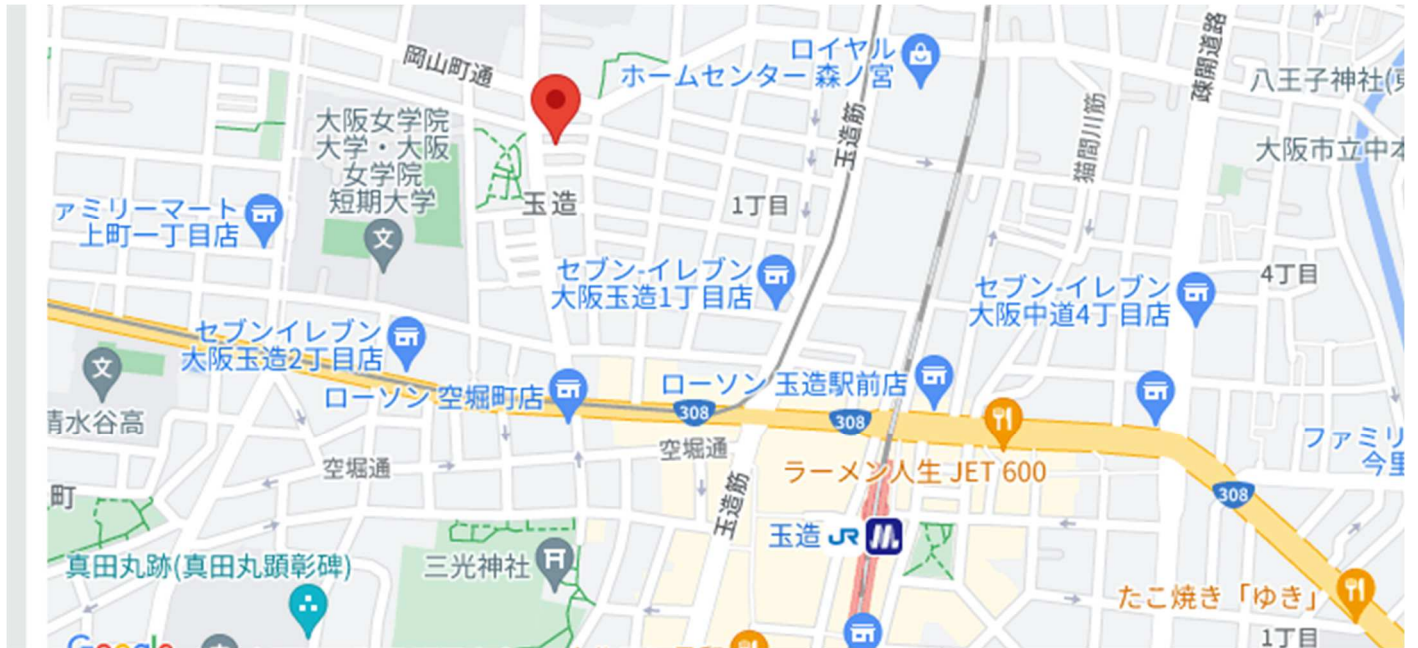 岡山町通
ロイヤル
ホームセンター 森ノ宮
疎開道路
八王子神社(東
大阪女学院
大学・大阪
女学院
短期大学
玉造筋
猫間川筋
大阪市立中本
ァミリーマート
上町一丁目店
玉造
1丁目
セブン-イレブン
大阪玉造1丁目店
セブン-イレブン
大阪中道4丁目店
4丁目
セブンイレブン
大阪玉造2丁目店
ローソン 空堀町店
ローソン 玉造駅前店
308
308
清水谷高
空堀通
空堀通
ラーメン人生 JET 600
ファミリ
今里
308
町
玉造筋
玉造 JR
真田丸跡(真田丸顕彰碑)
三光神社
たこ焼き「ゆき」
1丁目
Google